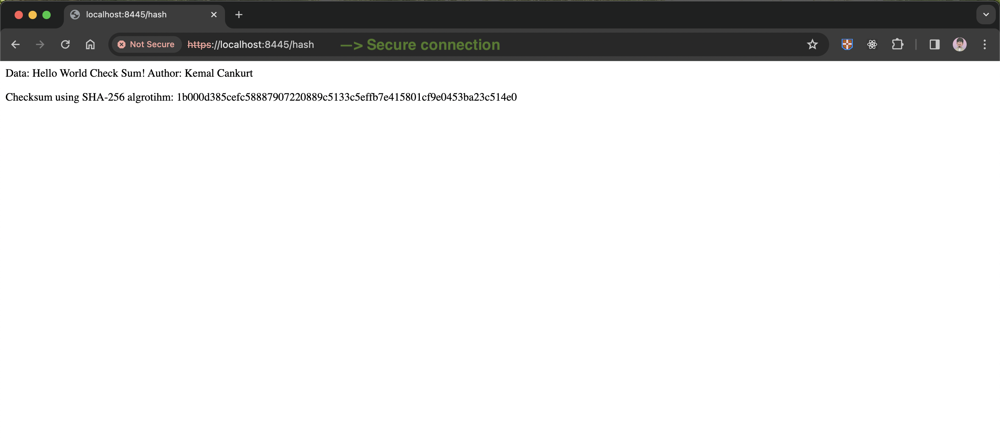 localhost:8445/hash
Not Secure https://localhost:8445/hash —> Secure connection
Data: Hello World Check Sum! Author: Kemal Cankurt
Checksum using SHA-256 algrotihm: 1b000d385cefc58887907220889c5133c5effb7e415801cf9e0453ba23c514e0